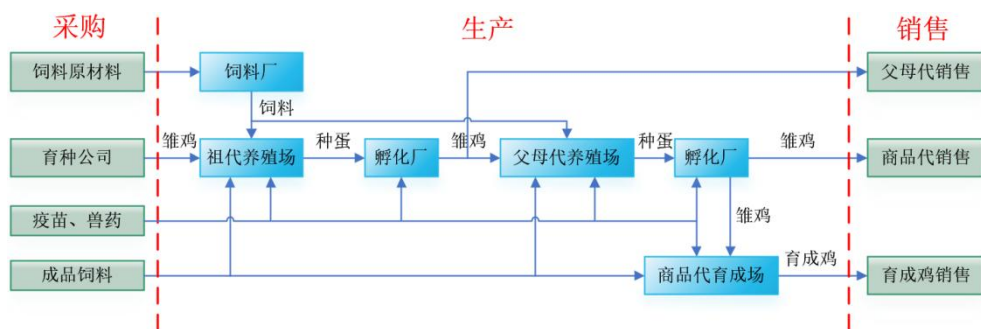 采购
生产
销售
饲料原材料
饲料厂
父母代销售
饲料
育种公司
雏鸡
祖代养殖场
种蛋
孵化厂
雏鸡
父母代养殖场
种蛋
孵化厂
雏鸡
商品代销售
疫苗、兽药
雏鸡
成品饲料
商品代育成场
育成鸡
育成鸡销售